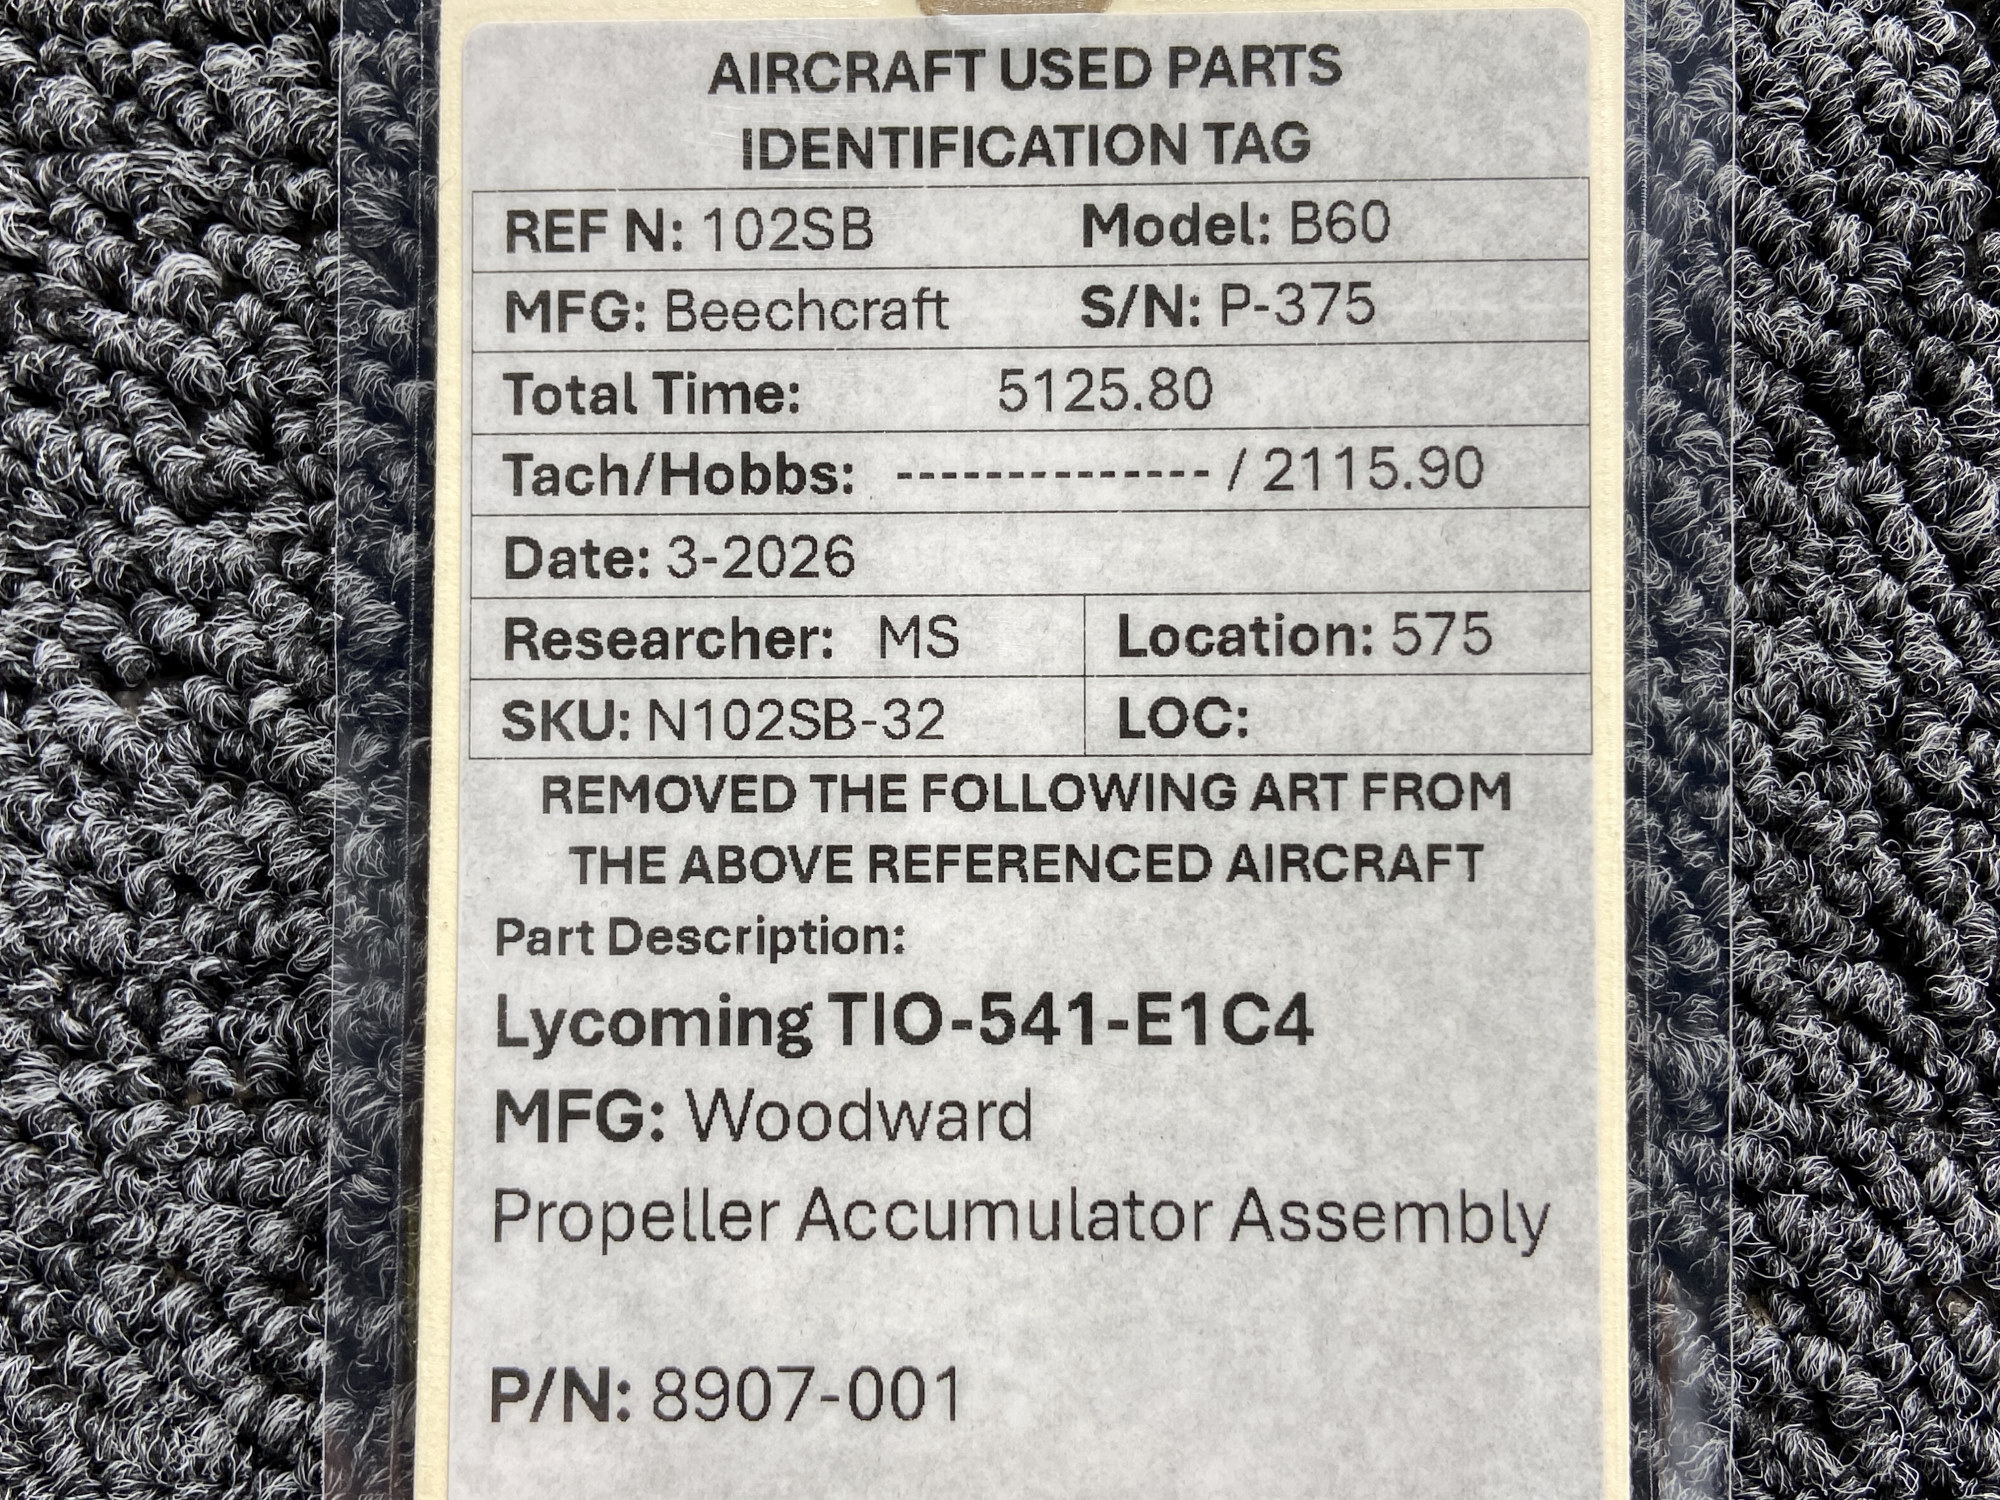 AIRCRAFT USED PARTS
IDENTIFICATION TAG
REF N: 102SB Model: B60
MFG: Beechcraft S/N: P-375
Total Time: 5125.80
Tach/Hobbs: -------------- / 2115.90
Date: 3-2026
Researcher: MS Location: 575
SKU: N102SB-32 LOC:
REMOVED THE FOLLOWING ART FROM
THE ABOVE REFERENCED AIRCRAFT
Part Description:
Lycoming TIO-541-E1C4
MFG: Woodward
Propeller Accumulator Assembly
P/N: 8907-001